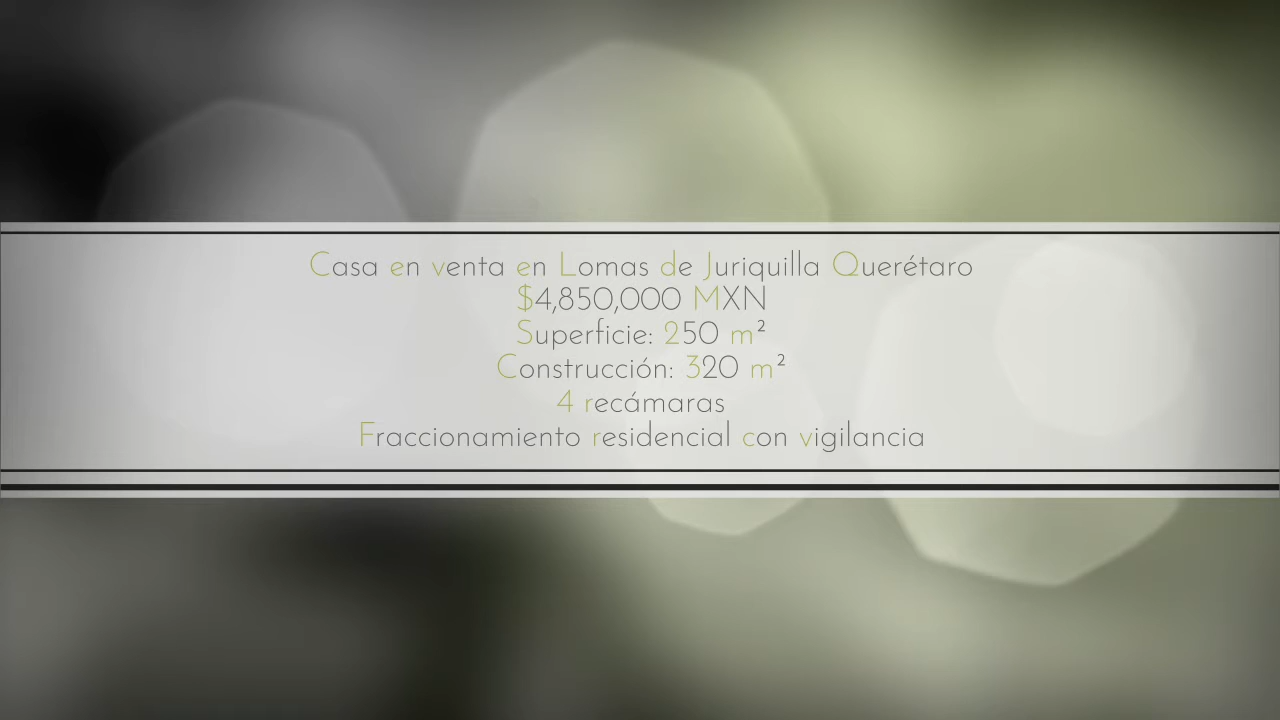 Casa en venta en Lomas de Juriquilla Querétaro
$4,850,000 MXN
Superficie: 250 m²
Construcción: 320 m²
4 recámaras
Fraccionamiento residencial con vigilancia